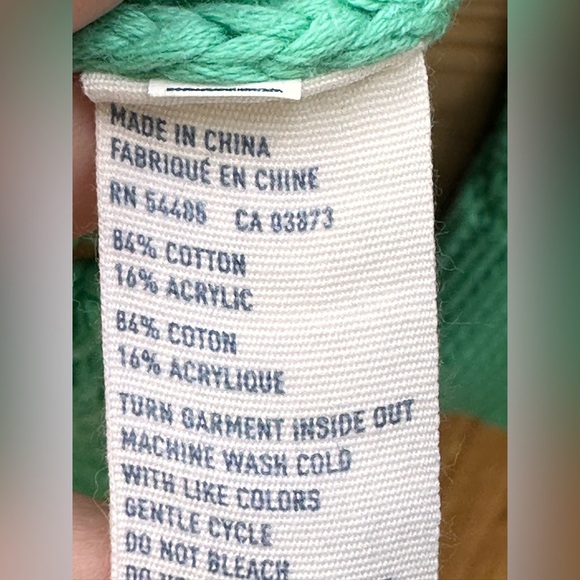 MADE IN CHINA
FABRIQUÉ EN CHINE
RN 54485 CA 03873
84% COTTON
16% ACRYLIC
84% COTON
16% ACRYLIQUE
TURN GARMENT INSIDE OUT
MACHINE WASH COLD
WITH LIKE COLORS
GENTLE CYCLE
DO NOT BLEACH
DO